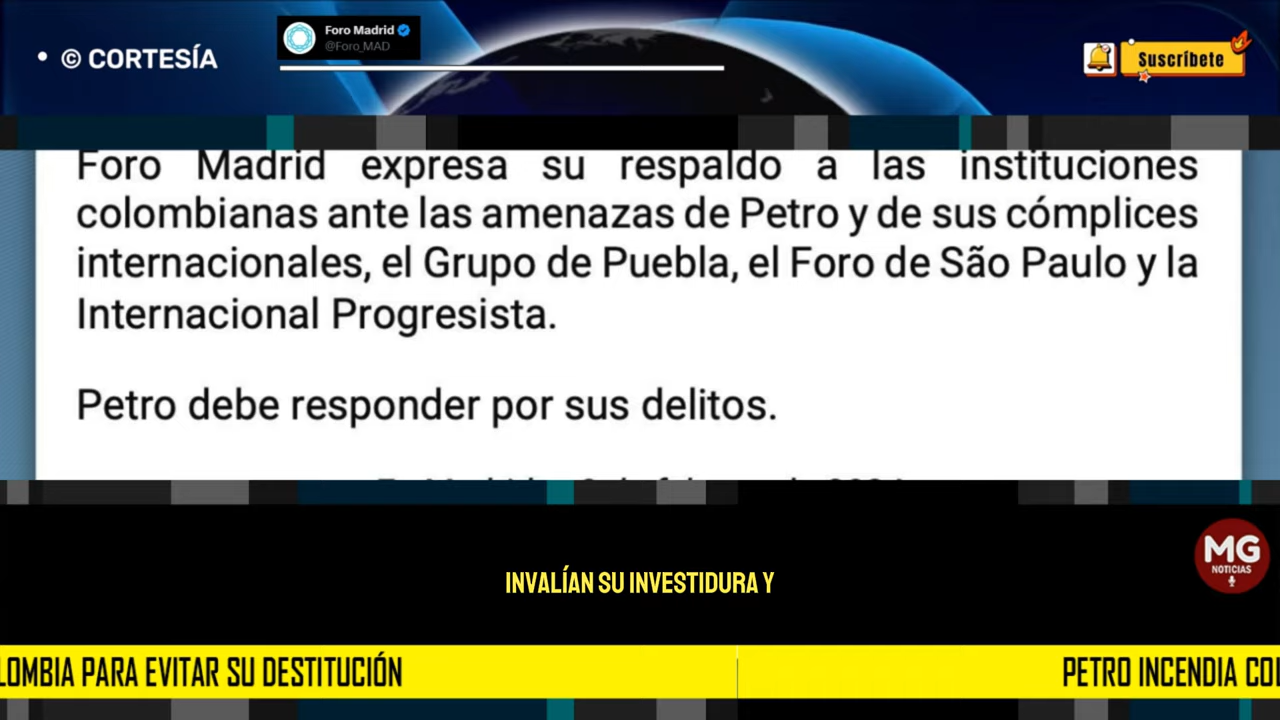 • © CORTESÍA
Foro Madrid
@Foro_MAD
Suscríbete
Foro Madrid expresa su respaldo a las instituciones
colombianas ante las amenazas de Petro y de sus cómplices
internacionales, el Grupo de Puebla, el Foro de São Paulo y la
Internacional Progresista.
Petro debe responder por sus delitos.
MG
NOTICIAS
INVALÍAN SU INVESTIDURA Y
LOMBIA PARA EVITAR SU DESTITUCIÓN
PETRO INCENDIA COL